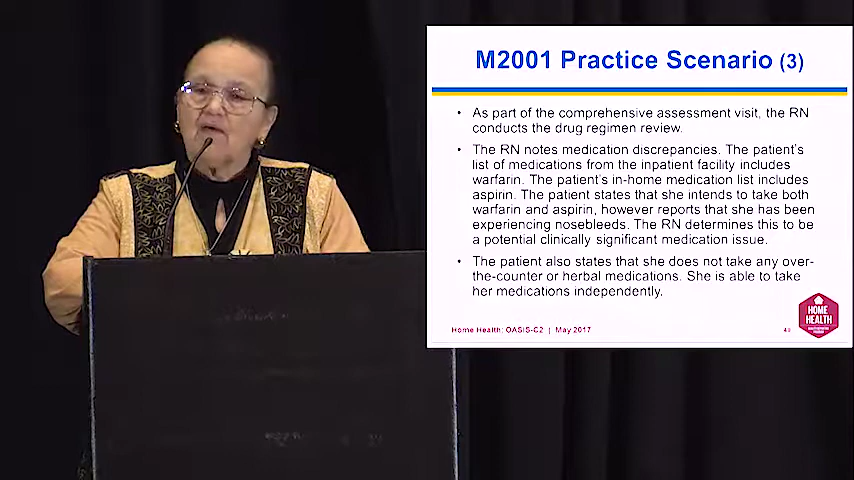 M2001 Practice Scenario (3)
• As part of the comprehensive assessment visit, the RN
conducts the drug regimen review.
• The RN notes medication discrepancies. The patient's
list of medications from the inpatient facility includes
warfarin. The patient's in-home medication list includes
aspirin. The patient states that she intends to take both
warfarin and aspirin, however reports that she has been
experiencing nosebleeds. The RN determines this to be
a potential clinically significant medication issue.
• The patient also states that she does not take any over-
the-counter or herbal medications. She is able to take
her medications independently.
Home Health: OASIS-C2 | May 2017
HOME
HEALTH